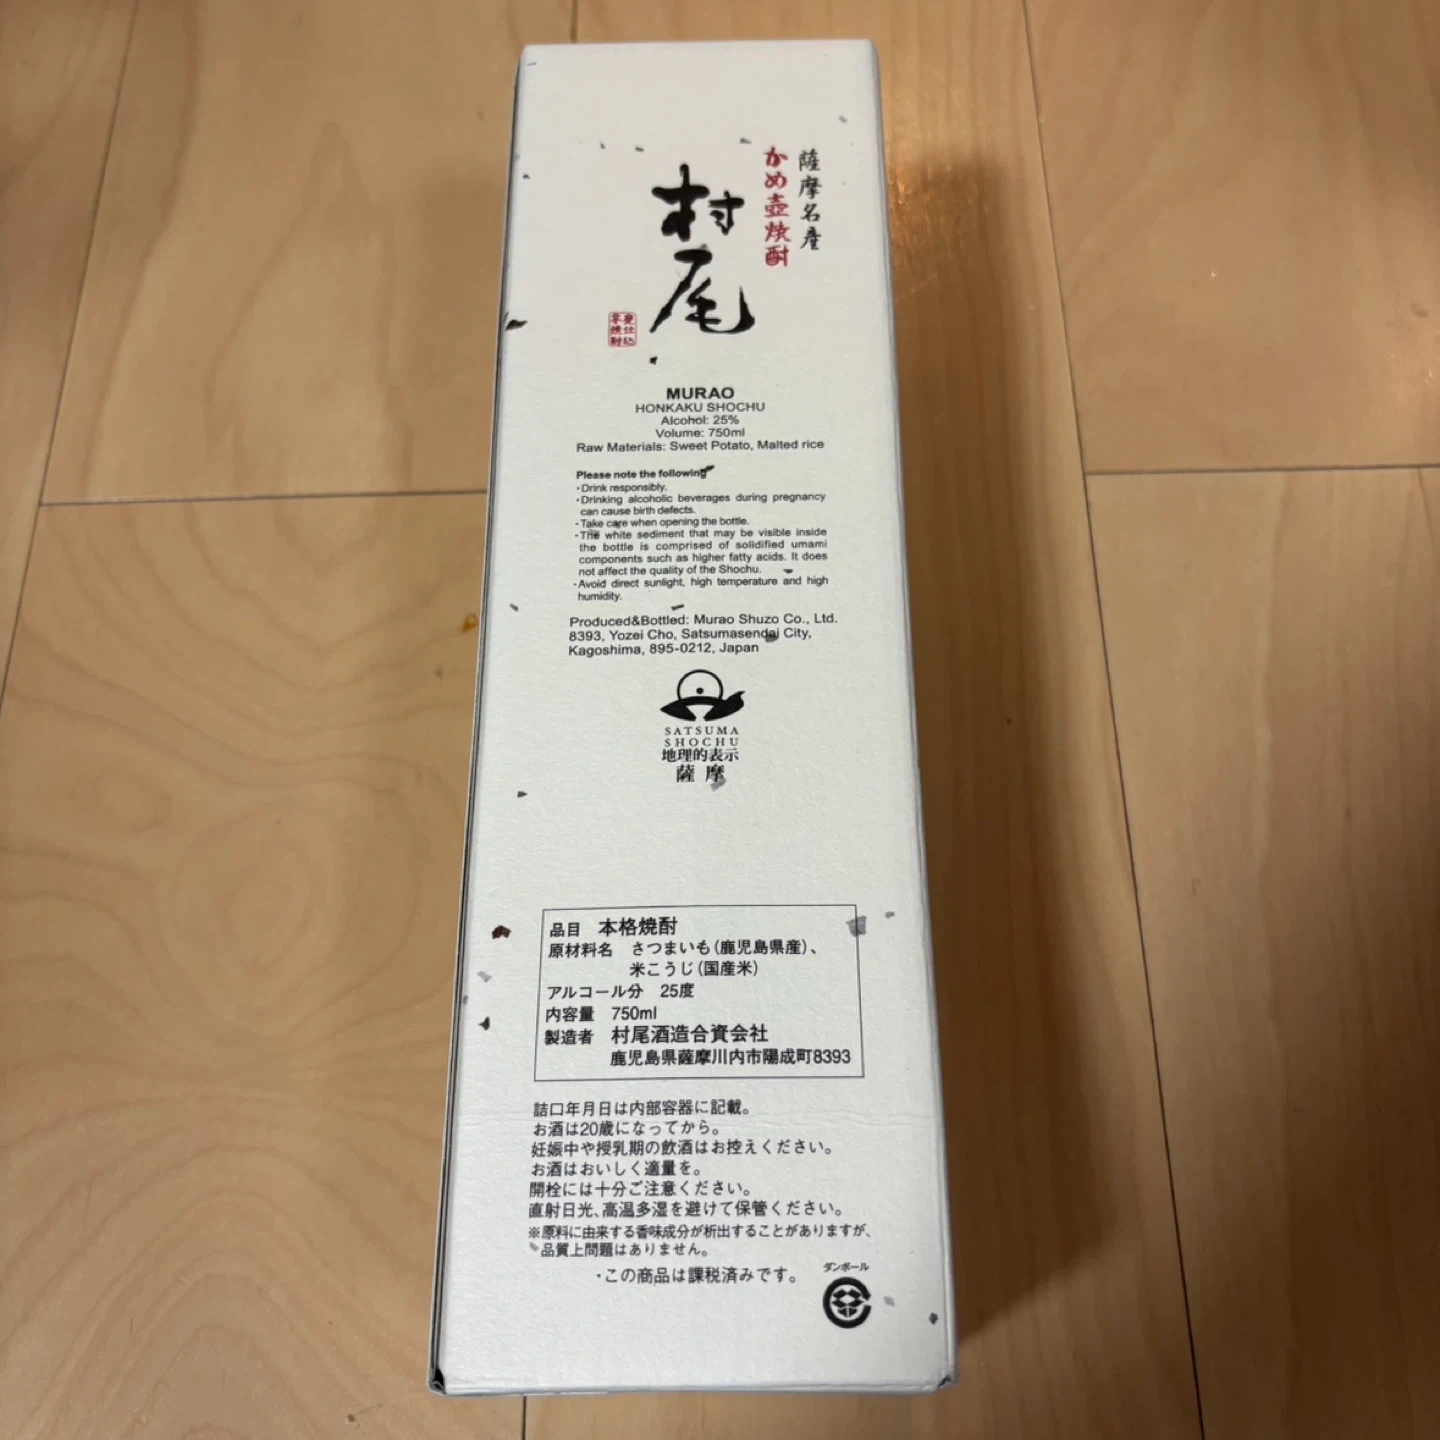 薩摩名産
かめ壺焼酎
村尾
MURAO
HONKAKU SHOCHU
Alcohol: 25%
Volume: 750ml
Raw Materials: Sweet Potato, Malted rice
Please note the following
・Drink responsibly.
・Drinking alcoholic beverages during pregnancy
can cause birth defects.
・Take care when opening the bottle.
・The white sediment that may be visible inside
the bottle is comprised of solidified umami
components such as higher fatty acids. It does
not affect the quality of the Shochu.
・Avoid direct sunlight, high temperature and high
humidity.
Produced&Bottled: Murao Shuzo Co., Ltd.
8393, Yozei Cho, Satsumasendai City,
Kagoshima, 895-0212, Japan
SATSUMA
SHOCHU
地理的表示
薩摩
品目 本格焼酎
原材料名 さつまいも(鹿児島県産)、
米こうじ(国産米)
アルコール分 25度
内容量 750ml
製造者 村尾酒造合資会社
鹿児島県薩摩川内市陽成町8393
詰口年月日は内部容器に記載。
お酒は20歳になってから。
妊娠中や授乳期の飲酒はお控えください。
お酒はおいしく適量を。
開栓には十分ご注意ください。
直射日光、高温多湿を避けて保管ください。
※原料に由来する香味成分が析出することがありますが、
品質上問題はありません。
・この商品は課税済みです。
ダンボール